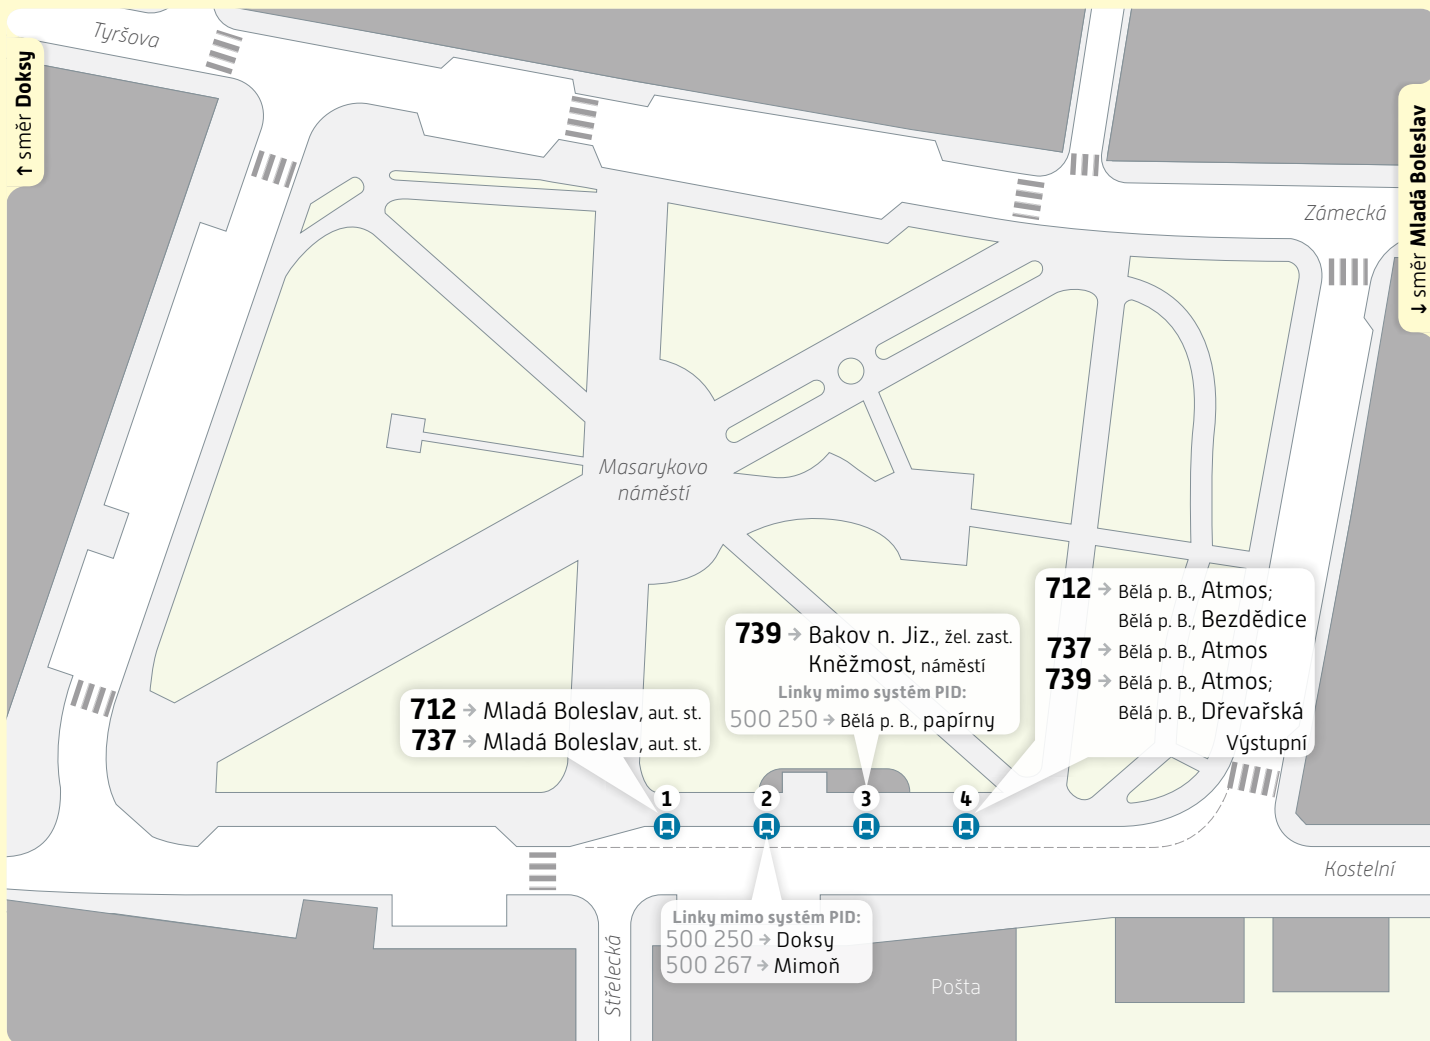 Tyršova
↑ směr Doksy
↓ směr Mladá Boleslav
Zámecká
Masarykovo
náměstí
712 → Bělá p. B., Atmos;
Bělá p. B., Bezdědice
737 → Bělá p. B., Atmos
739 → Bělá p. B., Atmos;
Bělá p. B., Dřevařská
Výstupní
739 → Bakov n. Jiz., žel. zast.
Kněžmost, náměstí
Linky mimo systém PID:
500 250 → Bělá p. B., papírny
712 → Mladá Boleslav, aut. st.
737 → Mladá Boleslav, aut. st.
1
2
3
4
Kostelní
Linky mimo systém PID:
500 250 → Doksy
500 267 → Mimoň
Střelecká
Pošta